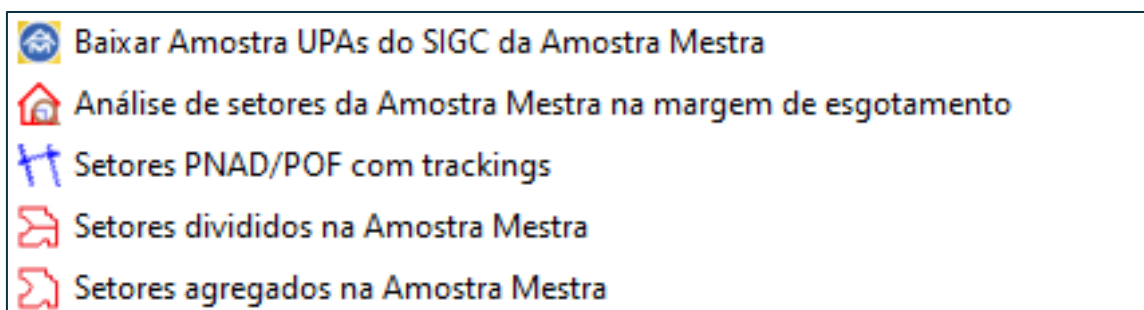 Baixar Amostra UPAs do SIGC da Amostra Mestra
Análise de setores da Amostra Mestra na margem de esgotamento
Setores PNAD/POF com trackings
Setores divididos na Amostra Mestra
Setores agregados na Amostra Mestra